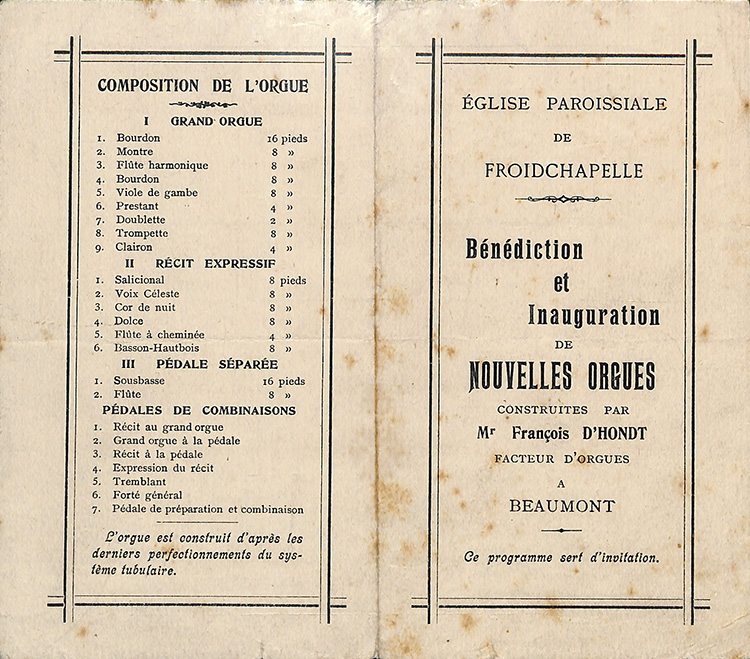 COMPOSITION DE L'ORGUE
I GRAND ORGUE
1. Bourdon 16 pieds
2. Montre 8 »
3. Flûte harmonique 8 »
4. Bourdon 8 »
5. Viole de gambe 8 »
6. Prestant 4 »
7. Doublette 2 »
8. Trompette 8 »
9. Clairon 4 »
II RÉCIT EXPRESSIF
1. Salicional 8 pieds
2. Voix Céleste 8 »
3. Cor de nuit 8 »
4. Dolce 8 »
5. Flûte à cheminée 4 »
6. Basson-Hautbois 8 »
III PÉDALE SÉPARÉE
1. Sousbasse 16 pieds
2. Flûte 8 »
PÉDALES DE COMBINAISONS
1. Récit au grand orgue
2. Grand orgue à la pédale
3. Récit à la pédale
4. Expression du récit
5. Tremblant
6. Forté général
7. Pédale de préparation et combinaison
L'orgue est construit d'après les
derniers perfectionnements du sys-
tème tubulaire.
ÉGLISE PAROISSIALE
DE
FROIDCHAPELLE
Bénédiction
et
Inauguration
DE
NOUVELLES ORGUES
CONSTRUITES PAR
Mr François D'HONDT
FACTEUR D'ORGUES
A
BEAUMONT
Ce programme sert d'invitation.